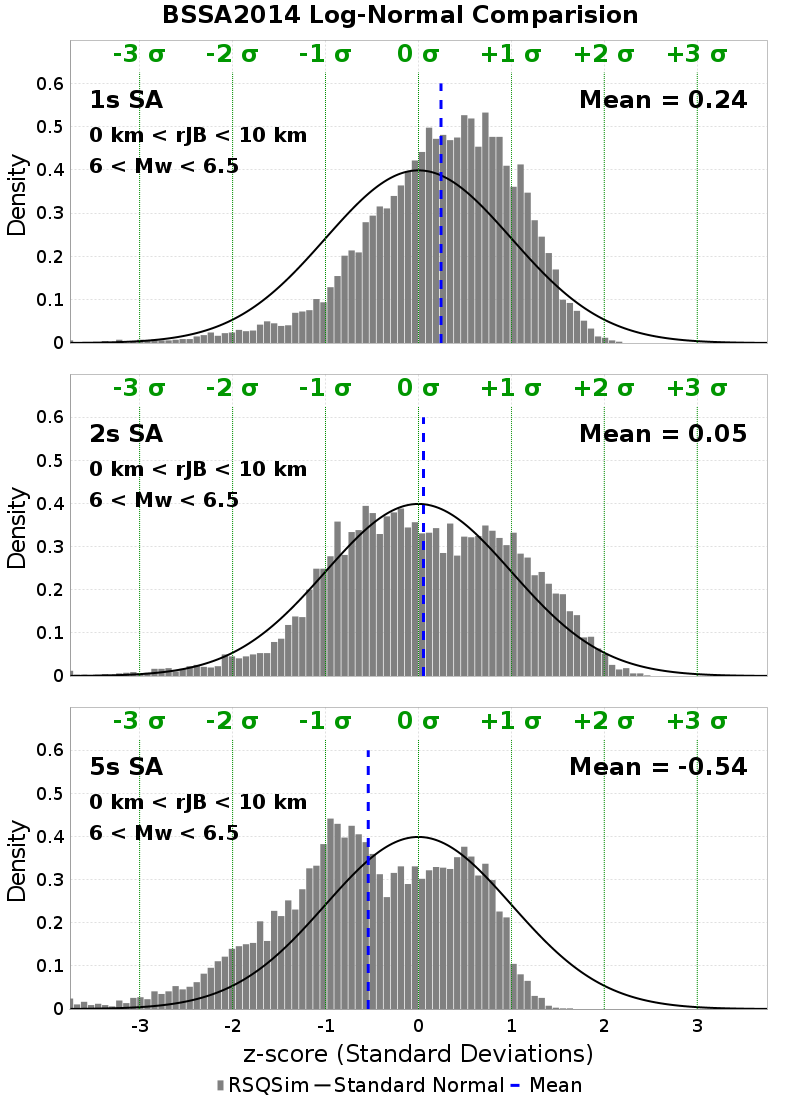 BSSA2014 Log-Normal Comparision
-3 σ -2 σ -1 σ 0 σ +1 σ +2 σ +3 σ
0.6
1s SA Mean = 0.24
0.5
0 km < rJB < 10 km
6 < Mw < 6.5
0.4
Density
0.3
0.2
0.1
0
-3 σ -2 σ -1 σ 0 σ +1 σ +2 σ +3 σ
0.6
2s SA Mean = 0.05
0.5
0 km < rJB < 10 km
6 < Mw < 6.5
0.4
Density
0.3
0.2
0.1
0
-3 σ -2 σ -1 σ 0 σ +1 σ +2 σ +3 σ
0.6
5s SA Mean = -0.54
0.5
0 km < rJB < 10 km
6 < Mw < 6.5
0.4
Density
0.3
0.2
0.1
0
-3 -2 -1 0 1 2 3
z-score (Standard Deviations)
RSQSim Standard Normal Mean